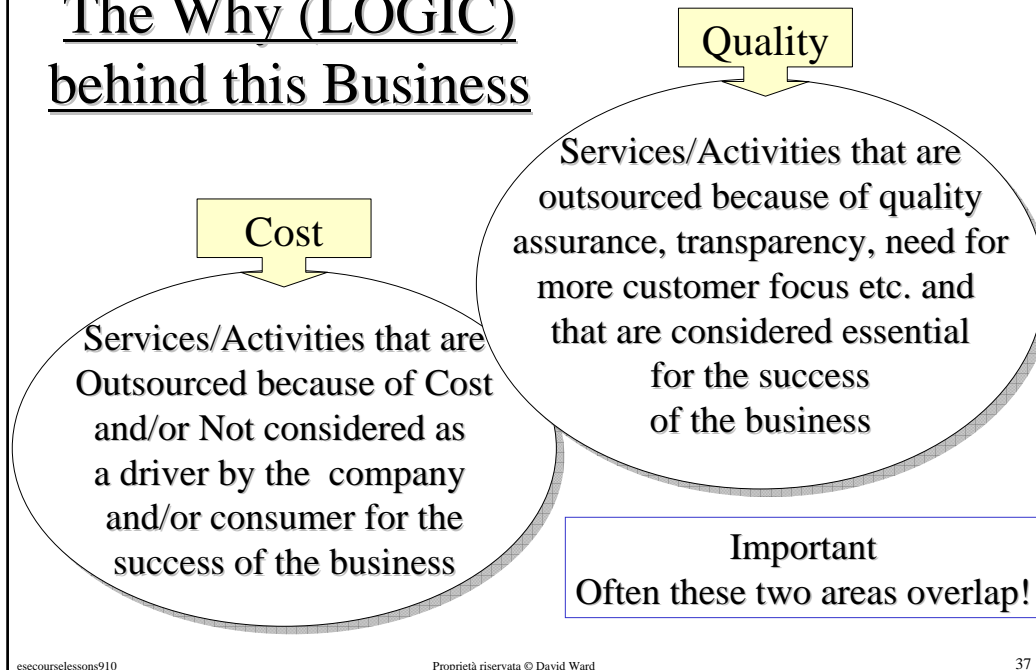 The Why (LOGIC)
behind this Business
Quality
Services/Activities that are
outsourced because of quality
assurance, transparency, need for
more customer focus etc. and
that are considered essential
for the success
of the business
Cost
Services/Activities that are
Outsourced because of Cost
and/or Not considered as
a driver by the company
and/or consumer for the
success of the business
Important
Often these two areas overlap!
esecourselessons910
Proprietà riservata © David Ward
37